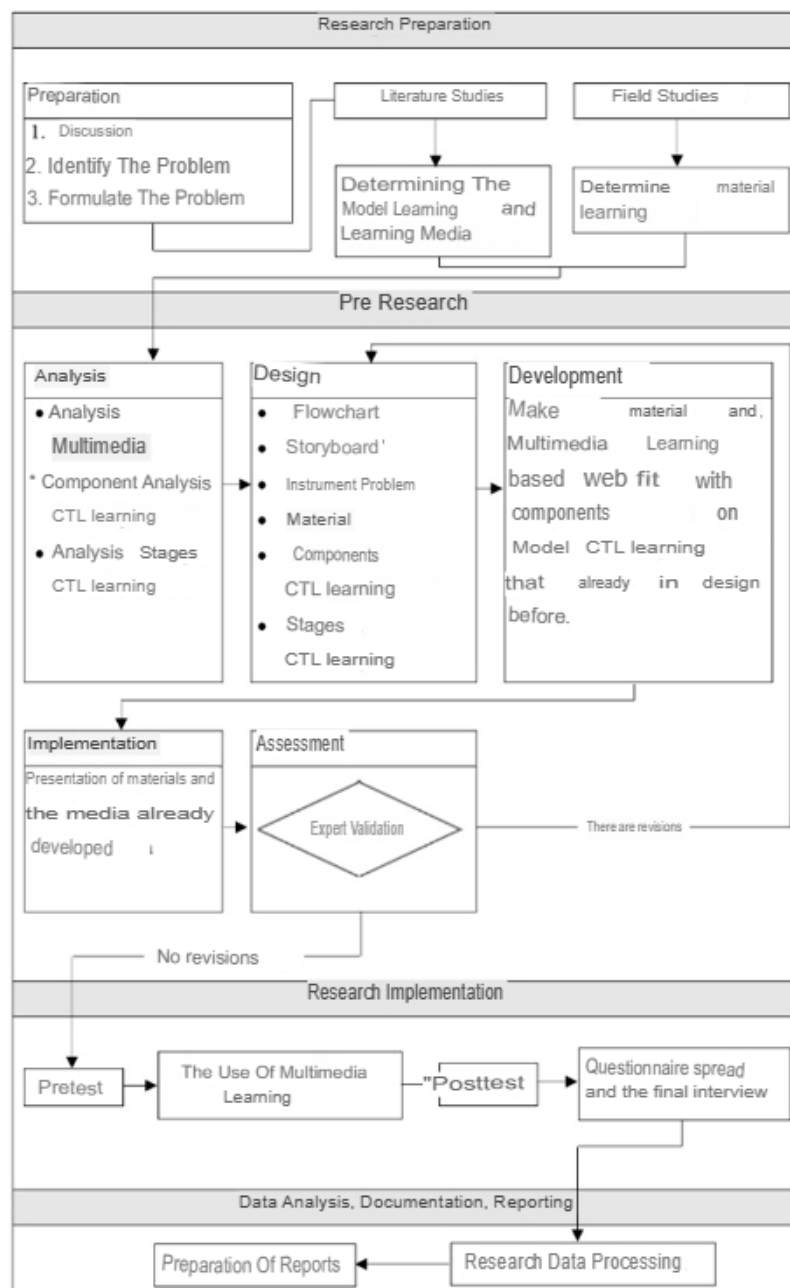 Research Preparation
Preparation
1. Discussion
2. Identify The Problem
3. Formulate The Problem
Literature Studies
Field Studies
Determining The
Model Learning and
Learning Media
Determine material
learning
Pre Research
Analysis
• Analysis
Multimedia
* Component Analysis
CTL learning
• Analysis Stages
CTL learning
Design
• Flowchart
• Storyboard'
• Instrument Problem
• Material
• Components
CTL learning
• Stages
CTL learning
Development
Make material and,
Multimedia Learning
based web fit with
components on
Model CTL learning
that already in design
before.
Implementation
Presentation of materials and
the media already
developed
Assessment
Expert Validation
There are revisions
No revisions
Research Implementation
Pretest
The Use Of Multimedia
Learning
"Posttest
Questionnaire spread
and the final interview
Data Analysis, Documentation, Reporting
Preparation Of Reports
Research Data Processing